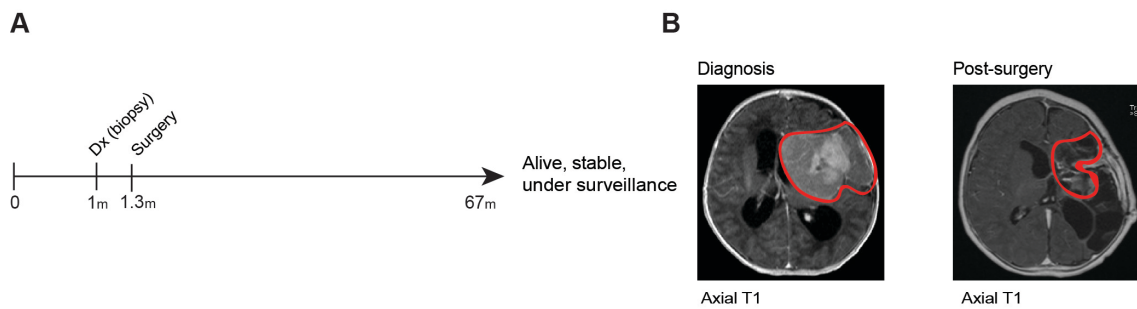 A
Dx (biopsy)
Surgery
0
1m
1.3m
67m
Alive, stable,
under surveillance
B
Diagnosis
Post-surgery
Axial T1
Axial T1